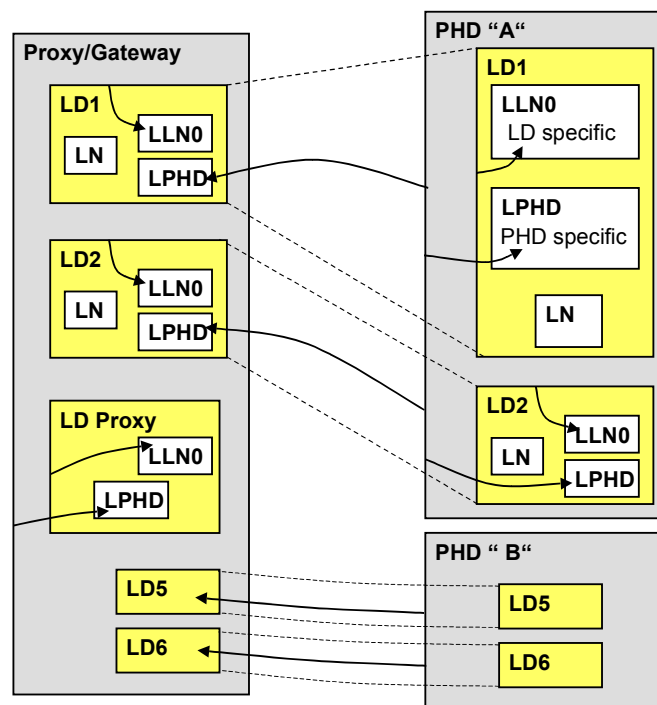 Proxy/Gateway
LD1
LLN0
LN
LPHD
LD2
LLN0
LN
LPHD
LD Proxy
LLN0
LPHD
LD5
LD6
PHD “A“
LD1
LLN0
LD specific
LPHD
PHD specific
LN
LD2
LLN0
LN
LPHD
PHD “ B“
LD5
LD6